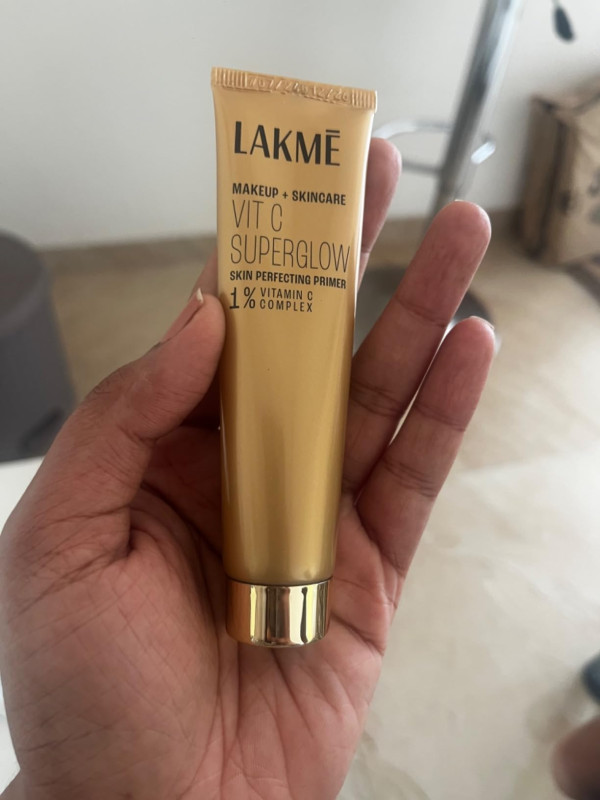 LAKMĒ
MAKEUP + SKINCARE
VIT C
SUPERGLOW
SKIN PERFECTING PRIMER
1% VITAMIN C
COMPLEX